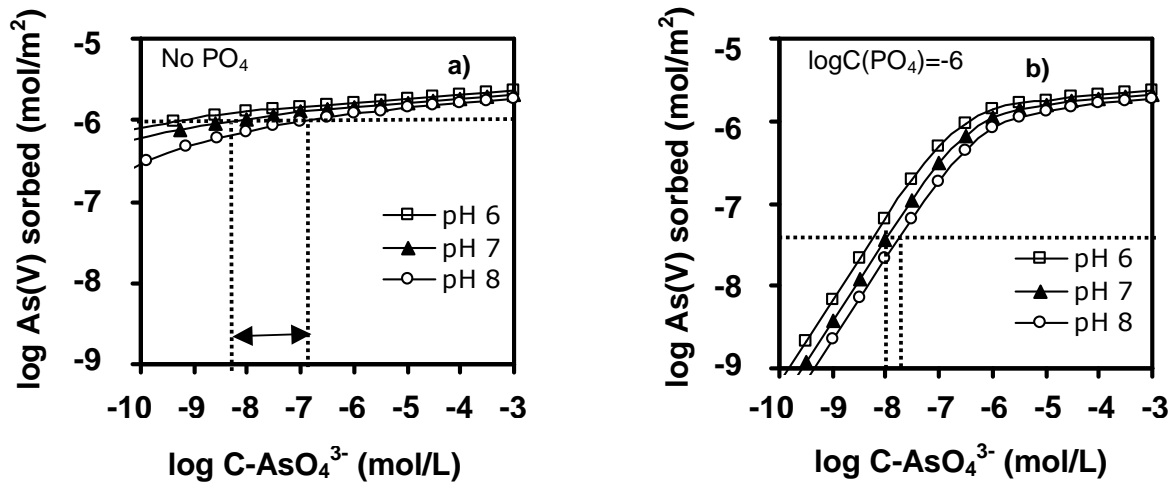 No PO₄
a)
log As(V) sorbed (mol/m²)
-5
-6
-7
-8
-9
pH 6
pH 7
pH 8
-10 -9 -8 -7 -6 -5 -4 -3
log C-AsO₄³⁻ (mol/L)
logC(PO₄)=-6
b)
log As(V) sorbed (mol/m²)
-5
-6
-7
-8
-9
pH 6
pH 7
pH 8
-10 -9 -8 -7 -6 -5 -4 -3
log C-AsO₄³⁻ (mol/L)